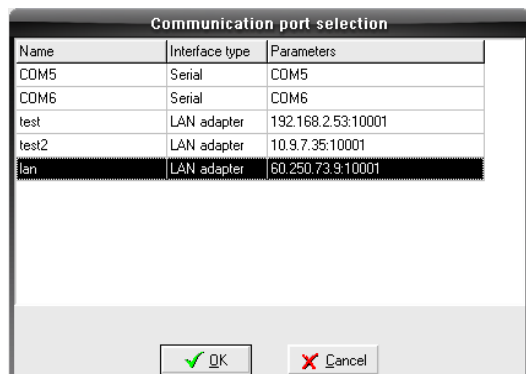 Communication port selection
Name Interface type Parameters
COM5 Serial COM5
COM6 Serial COM6
test LAN adapter 192.168.2.53:10001
test2 LAN adapter 10.9.7.35:10001
lan LAN adapter 60.250.73.9:10001
OK Cancel